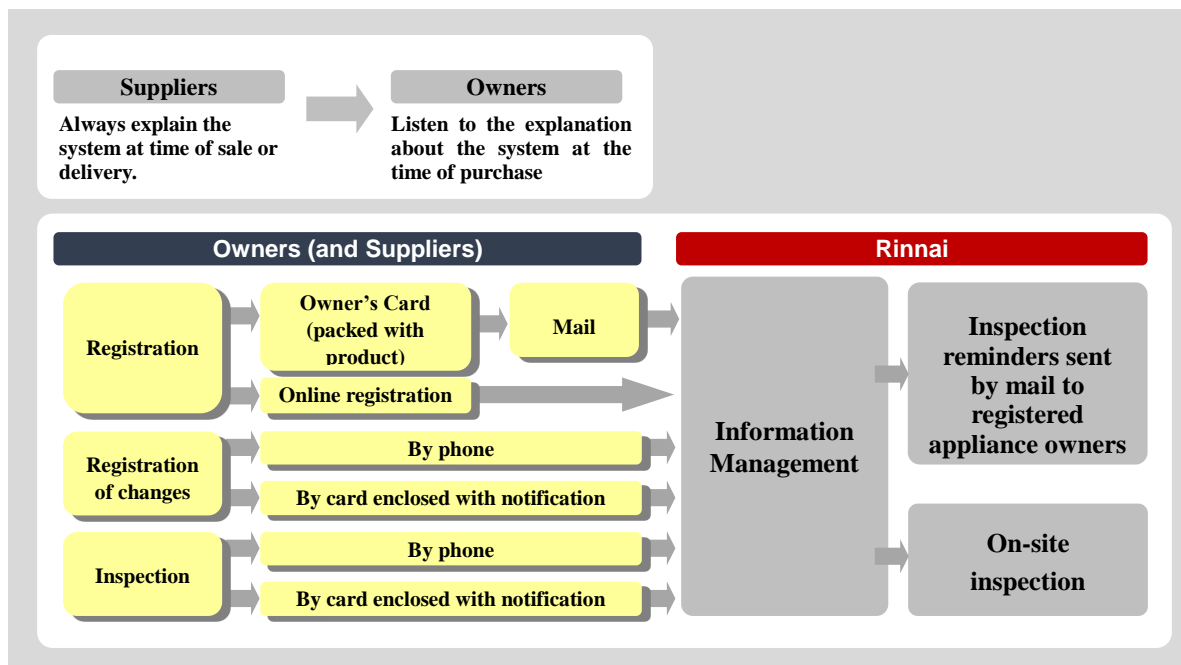 Suppliers
Always explain the
system at time of sale or
delivery.
Owners
Listen to the explanation
about the system at the
time of purchase
Owners (and Suppliers)
Rinnai
Registration
Owner’s Card
(packed with
product)
Mail
Online registration
Registration
of changes
By phone
By card enclosed with notification
Inspection
By phone
By card enclosed with notification
Information
Management
Inspection
reminders sent
by mail to
registered
appliance owners
On-site
inspection